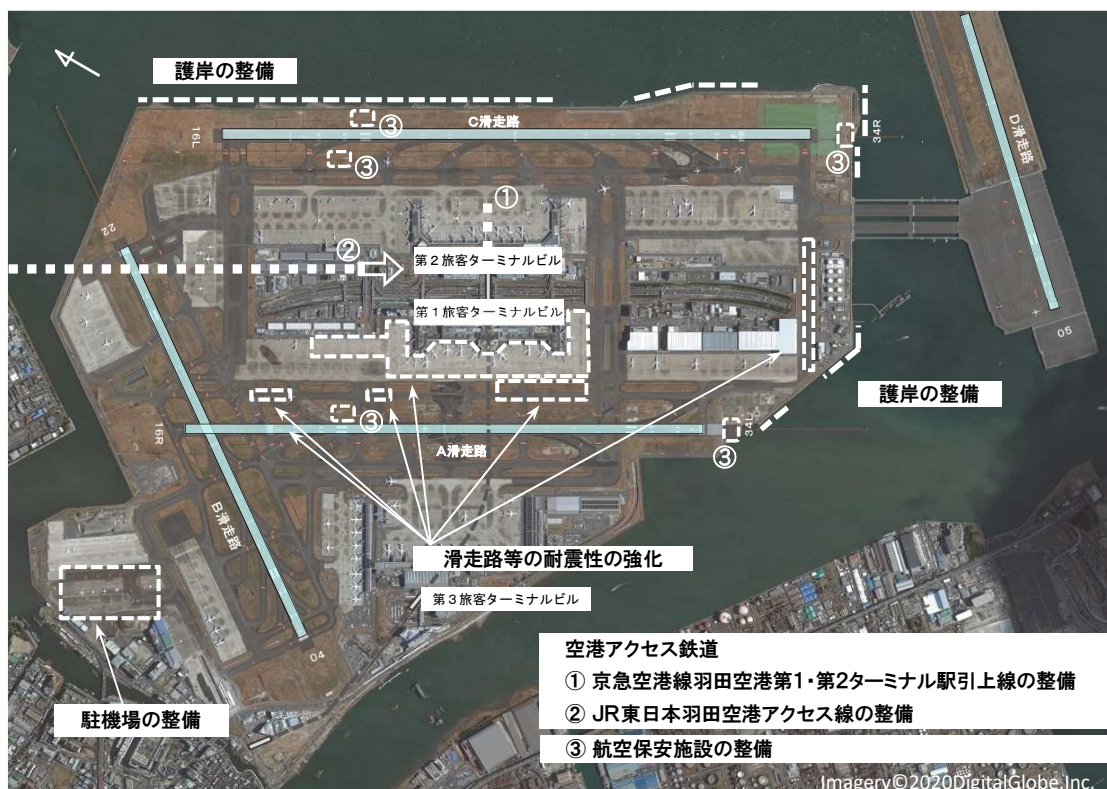 護岸の整備
16L
C滑走路
34R
D滑走路
③
③
③
①
22
②
第2旅客ターミナルビル
第1旅客ターミナルビル
05
護岸の整備
③
16R
A滑走路
34L
③
B滑走路
滑走路等の耐震性の強化
第3旅客ターミナルビル
04
駐機場の整備
空港アクセス鉄道
① 京急空港線羽田空港第1・第2ターミナル駅引上線の整備
② JR東日本羽田空港アクセス線の整備
③ 航空保安施設の整備
Imagery©2020DigitalGlobe,Inc.